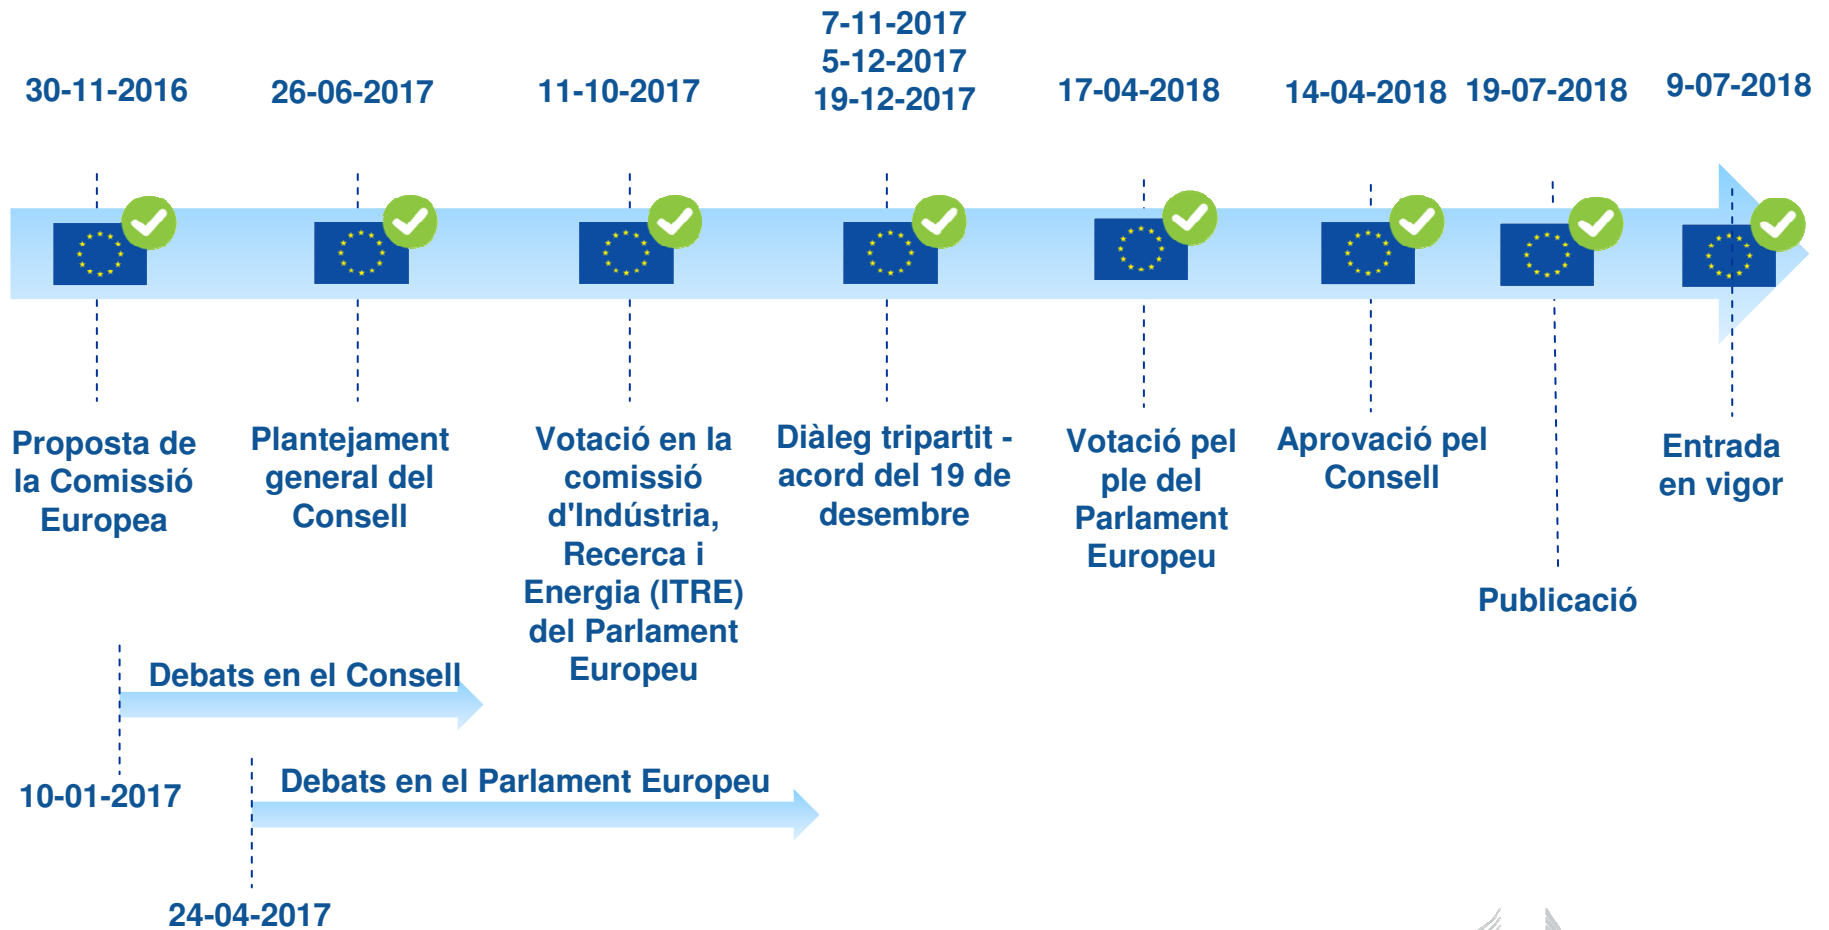 30-11-2016
26-06-2017
11-10-2017
7-11-2017
5-12-2017
19-12-2017
17-04-2018
14-04-2018
19-07-2018
9-07-2018
Proposta de
la Comissió
Europea
Plantejament
general del
Consell
Votació en la
comissió
d'Indústria,
Recerca i
Energia (ITRE)
del Parlament
Europeu
Diàleg tripartit -
acord del 19 de
desembre
Votació pel
ple del
Parlament
Europeu
Aprovació pel
Consell
Publicació
Entrada
en vigor
Debats en el Consell
10-01-2017
Debats en el Parlament Europeu
24-04-2017